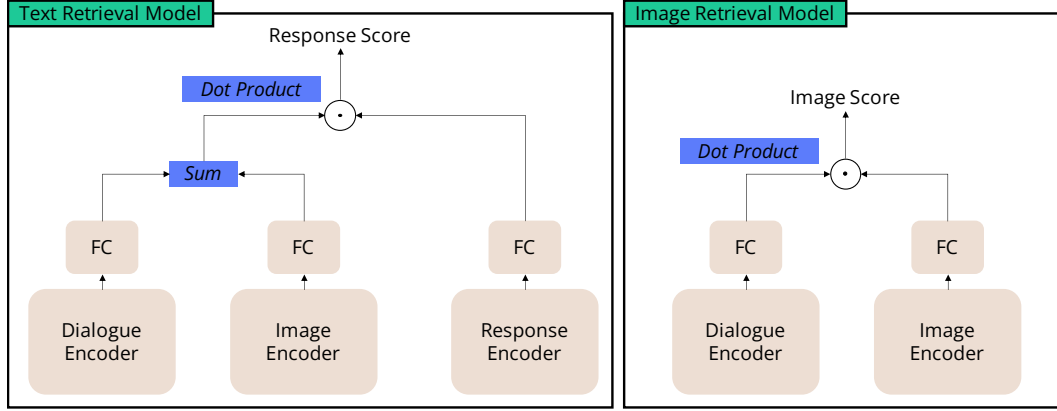 Text Retrieval Model
Response Score
Dot Product
Sum
FC
FC
FC
Dialogue
Encoder
Image
Encoder
Response
Encoder
Image Retrieval Model
Image Score
Dot Product
FC
FC
Dialogue
Encoder
Image
Encoder